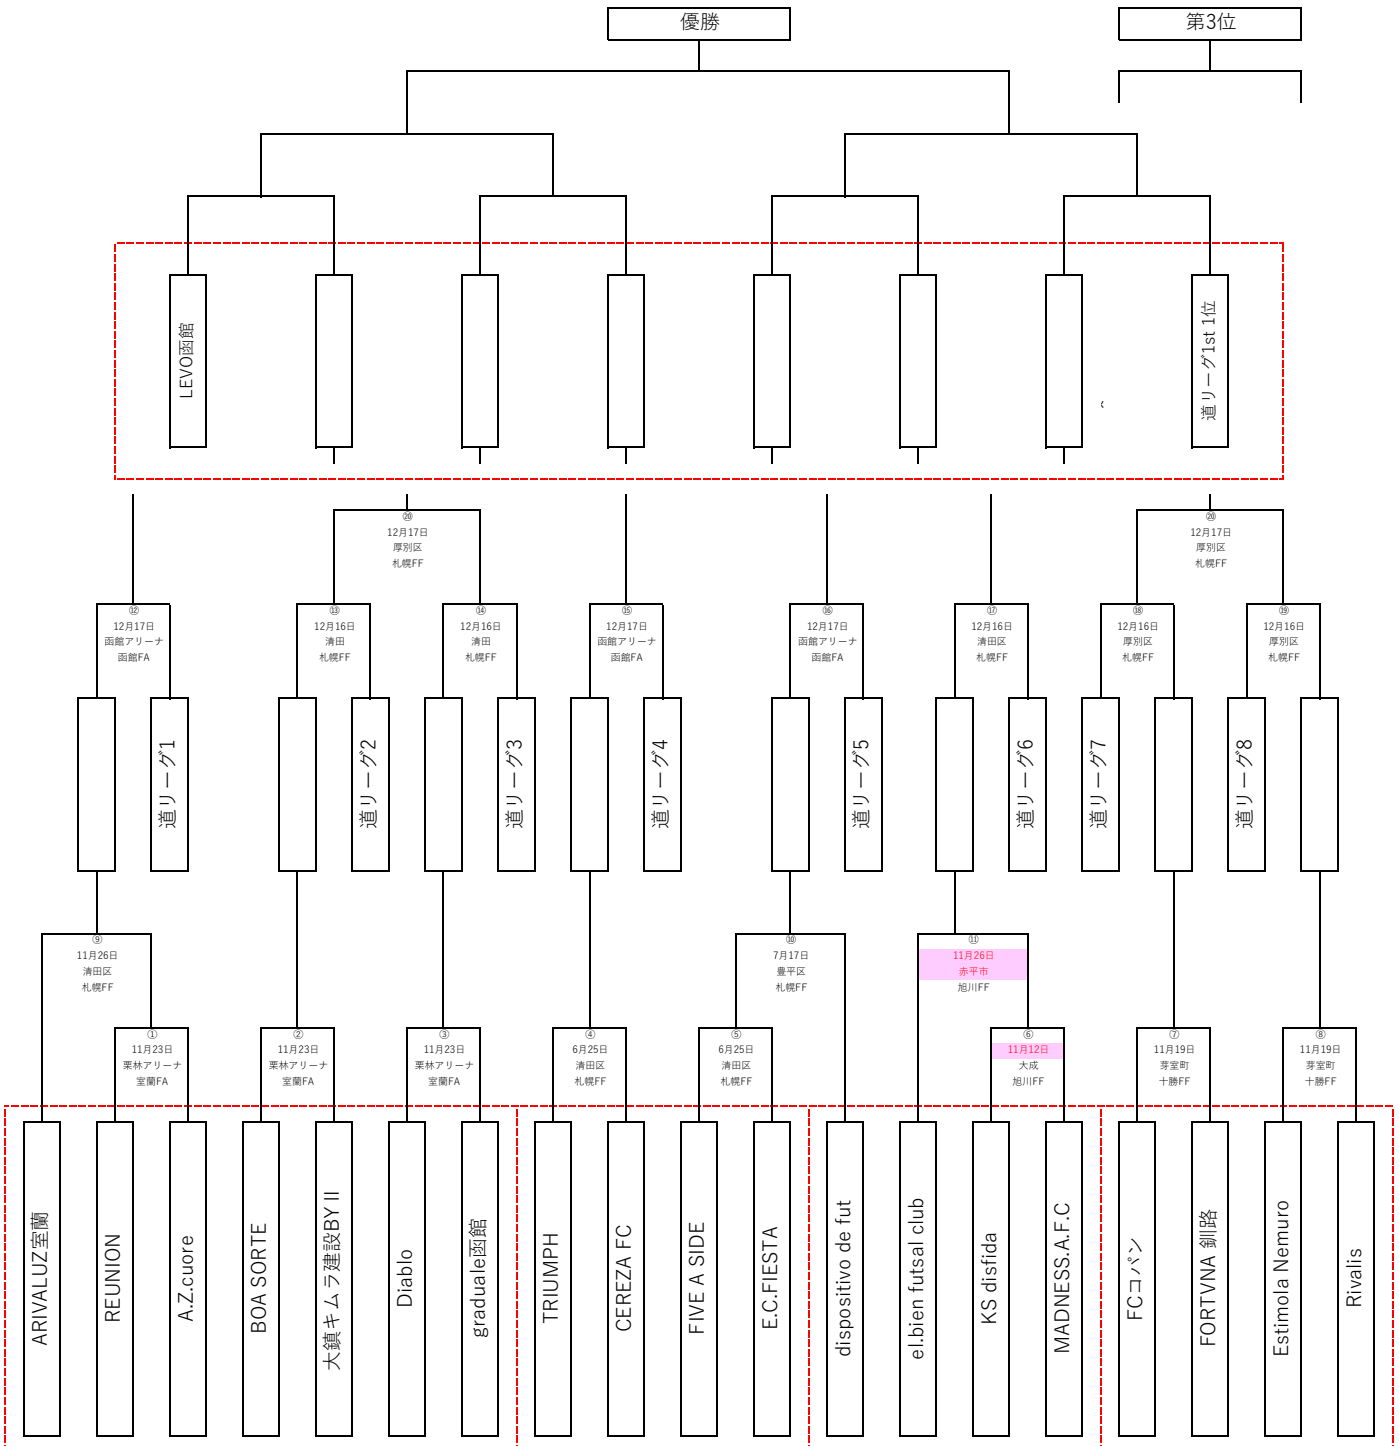 優勝
第3位
LEVO函館
道リーグ1st 1位
⑳
12月17日
厚別区
札幌FF
⑳
12月17日
厚別区
札幌FF
⑫
12月17日
函館アリーナ
函館FA
⑬
12月16日
清田
札幌FF
⑭
12月16日
清田
札幌FF
⑮
12月17日
函館アリーナ
函館FA
⑯
12月17日
函館アリーナ
函館FA
⑰
12月16日
清田区
札幌FF
⑱
12月16日
厚別区
札幌FF
⑲
12月16日
厚別区
札幌FF
道リーグ1
道リーグ2
道リーグ3
道リーグ4
道リーグ5
道リーグ6
道リーグ7
道リーグ8
⑨
11月26日
清田区
札幌FF
⑩
7月17日
豊平区
札幌FF
⑪
11月26日
赤平市
旭川FF
①
11月23日
栗林アリーナ
室蘭FA
②
11月23日
栗林アリーナ
室蘭FA
③
11月23日
栗林アリーナ
室蘭FA
④
6月25日
清田区
札幌FF
⑤
6月25日
清田区
札幌FF
⑥
11月12日
大成
旭川FF
⑦
11月19日
芽室町
十勝FF
⑧
11月19日
芽室町
十勝FF
ARIVALUZ室蘭
REUNION
A.Z.cuore
BOA SORTE
大鎮キムラ建設BY II
Diablo
graduale函館
TRIUMPH
CEREZA FC
FIVE A SIDE
E.C.FIESTA
dispositivo de fut
el.bien futsal club
KS disfida
MADNESS.A.F.C
FCコパン
FORTVNA 釧路
Estimola Nemuro
Rivalis